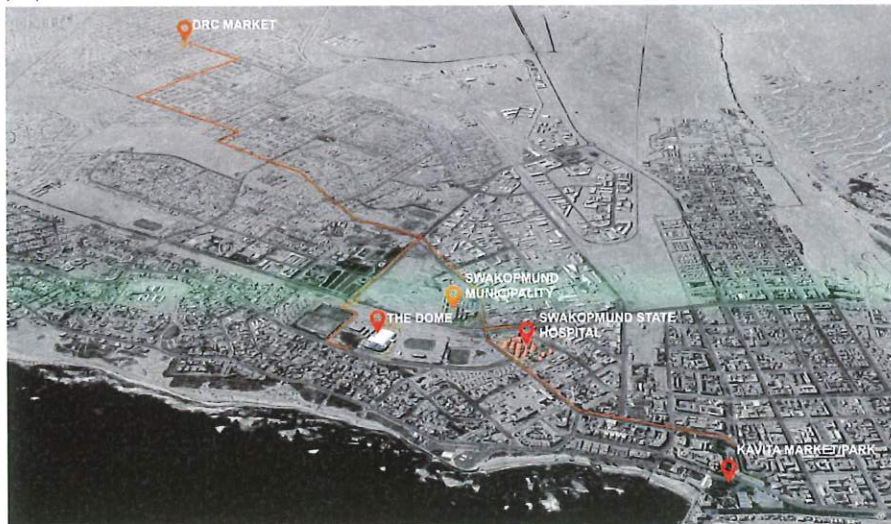 DRC MARKET
SWAKOPMUND
MUNICIPALITY
THE DOME
SWAKOPMUND STATE
HOSPITAL
KAVITA MARKET/PARK